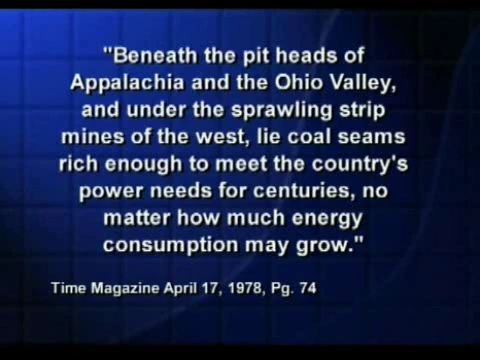 "Beneath the pit heads of
Appalachia and the Ohio Valley,
and under the sprawling strip
mines of the west, lie coal seams
rich enough to meet the country's
power needs for centuries, no
matter how much energy
consumption may grow."
Time Magazine April 17, 1978, Pg. 74